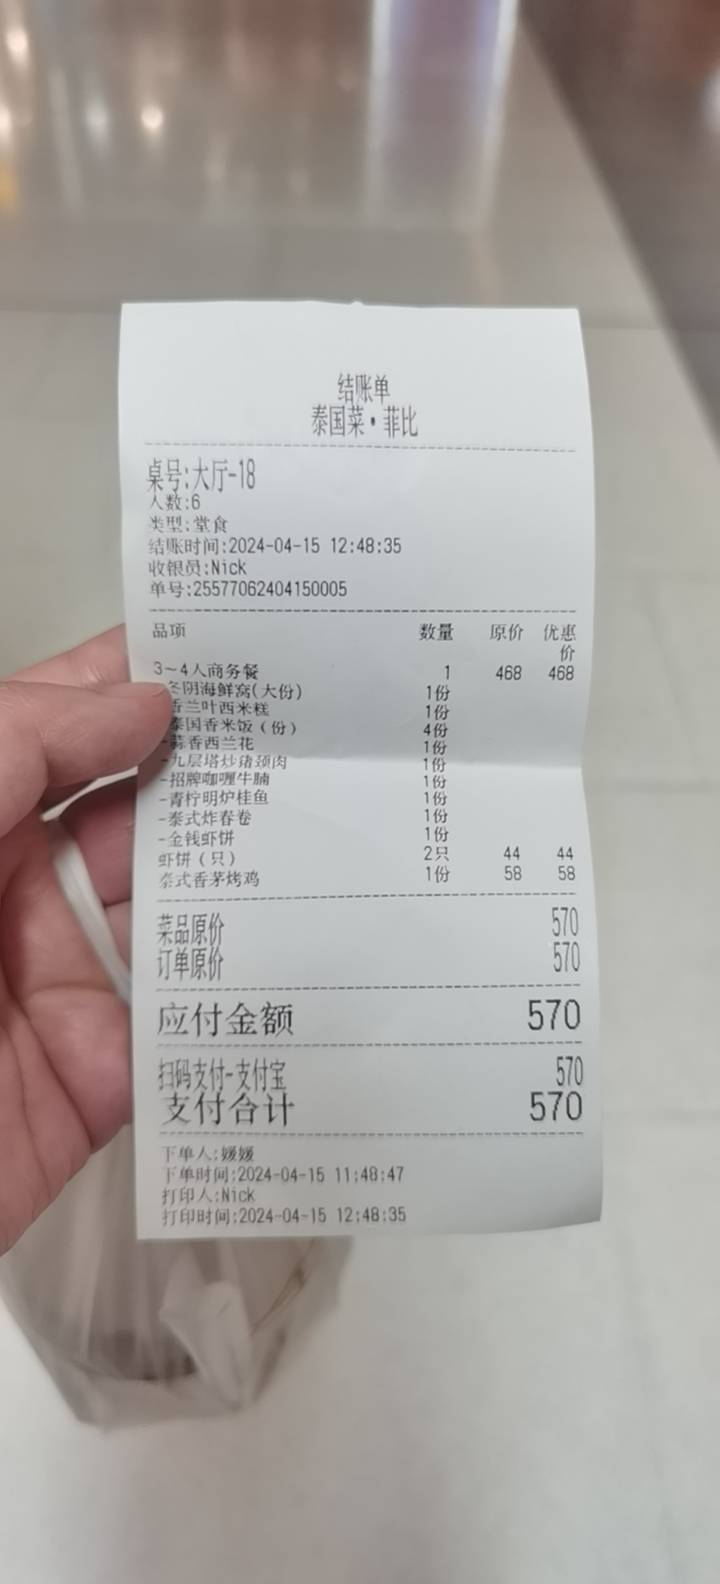 结账单
泰国菜·菲比
桌号:大厅-18
人数:6
类型:堂食
结账时间:2024-04-15 12:48:35
收银员:Nick
单号:25577062404150005
品项 数量 原价 优惠价
3~4人商务餐 1 468 468
冬阴海鲜窝(大份) 1份
香兰叶西米糕 1份
泰国香米饭(份) 4份
-蒜香西兰花 1份
-九层塔炒猪颈肉 1份
-招牌咖喱牛腩 1份
-青柠明炉桂鱼 1份
-泰式炸春卷 1份
-金钱虾饼 1份
虾饼(只) 2只 44 44
泰式香茅烤鸡 1份 58 58
菜品原价 570
订单原价 570
应付金额 570
扫码支付-支付宝 570
支付合计 570
下单人:媛媛
下单时间:2024-04-15 11:48:47
打印人:Nick
打印时间:2024-04-15 12:48:35